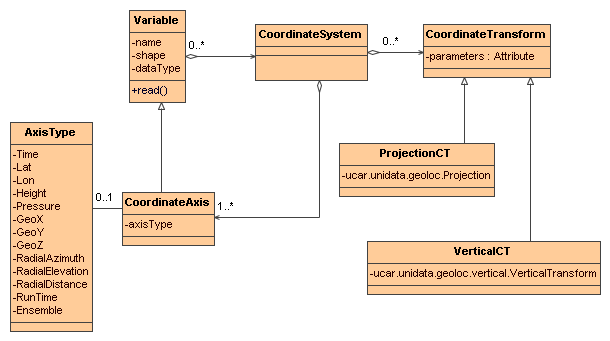 Variable
-name
-shape
-dataType
+read()
0..*
CoordinateSystem
0..*
CoordinateTransform
-parameters : Attribute
AxisType
-Time
-Lat
-Lon
-Height
-Pressure
-GeoX
-GeoY
-GeoZ
-RadialAzimuth
-RadialElevation
-RadialDistance
-RunTime
-Ensemble
0..1
CoordinateAxis
-axisType
1..*
ProjectionCT
-ucar.unidata.geoloc.Projection
VerticalCT
-ucar.unidata.geoloc.vertical.VerticalTransform